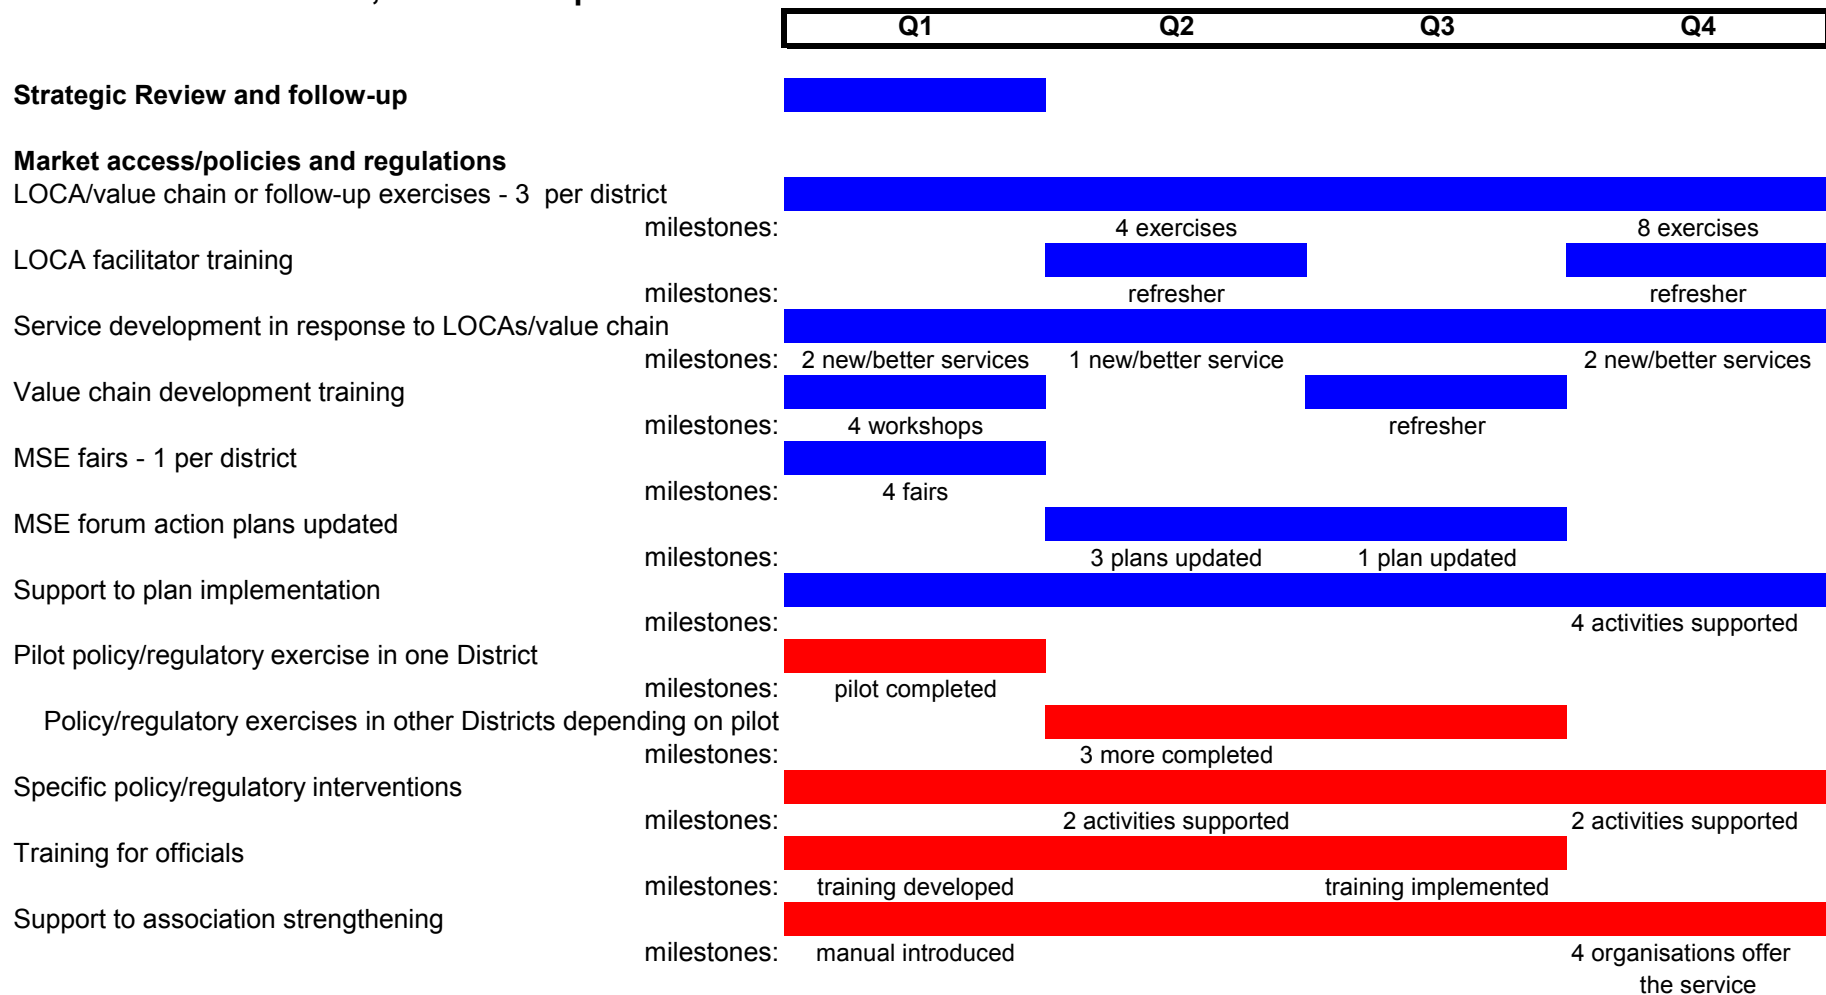 Q1 Q2 Q3 Q4
Strategic Review and follow-up
Market access/policies and regulations
LOCA/value chain or follow-up exercises - 3 per district
milestones: 4 exercises 8 exercises
LOCA facilitator training
milestones: refresher refresher
Service development in response to LOCAs/value chain
milestones: 2 new/better services 1 new/better service 2 new/better services
Value chain development training
milestones: 4 workshops refresher
MSE fairs - 1 per district
milestones: 4 fairs
MSE forum action plans updated
milestones: 3 plans updated 1 plan updated
Support to plan implementation
milestones: 4 activities supported
Pilot policy/regulatory exercise in one District
milestones: pilot completed
Policy/regulatory exercises in other Districts depending on pilot
milestones: 3 more completed
Specific policy/regulatory interventions
milestones: 2 activities supported 2 activities supported
Training for officials
milestones: training developed training implemented
Support to association strengthening
milestones: manual introduced 4 organisations offer
the service